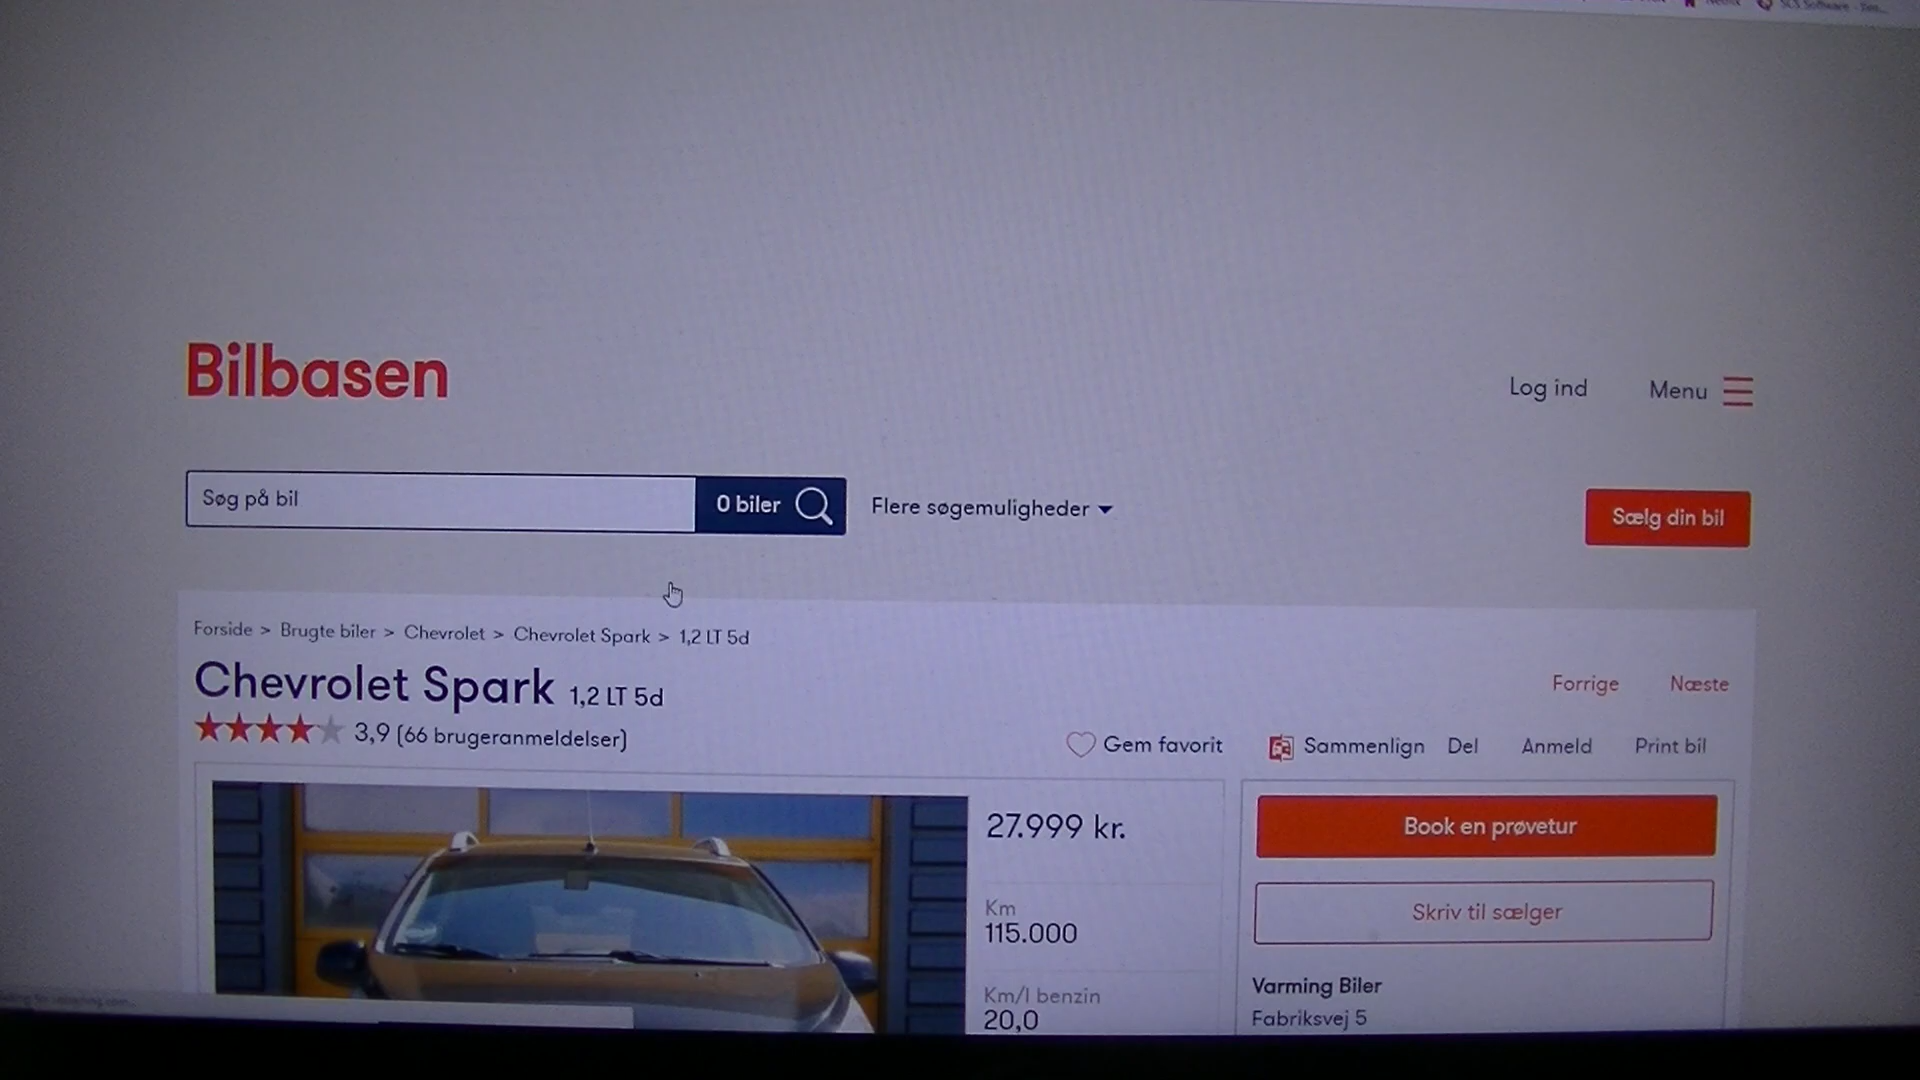 Bilbasen
Log ind
Menu
Søg på bil
0 biler
Flere søgemuligheder
Sælg din bil
Forside > Brugte biler > Chevrolet > Chevrolet Spark > 1,2 LT 5d
Chevrolet Spark 1,2 LT 5d
Forrige
Næste
3,9 (66 brugeranmeldelser)
Gem favorit
Sammenlign
Del
Anmeld
Print bil
27.999 kr.
Km
115.000
Km/l benzin
20,0
Book en prøvetur
Skriv til sælger
Varming Biler
Fabriksvej 5